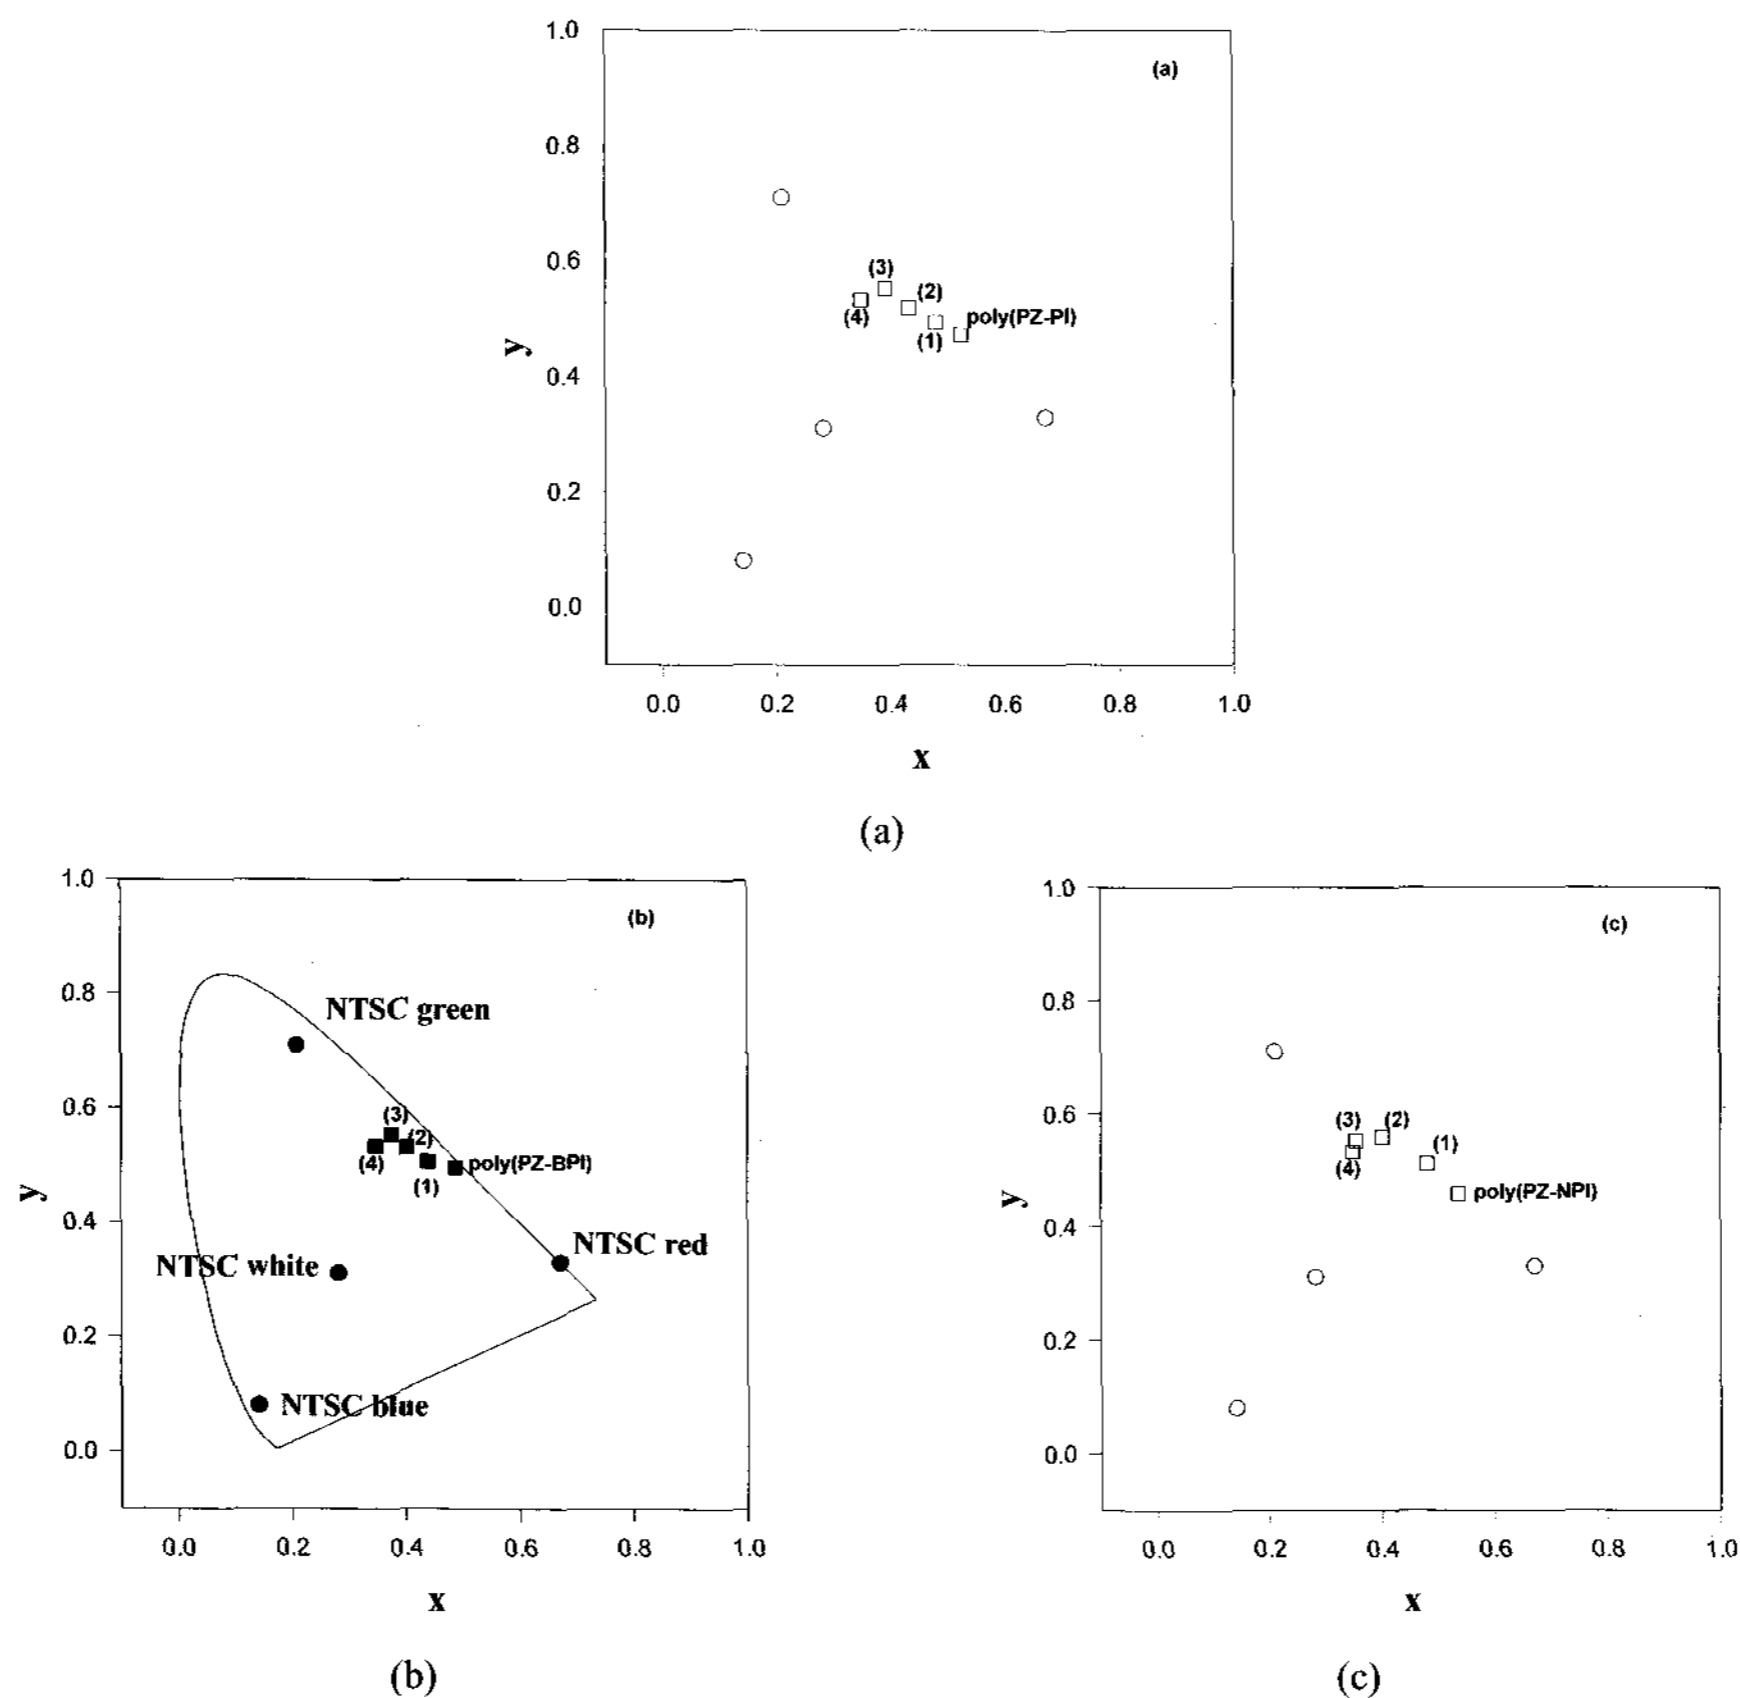 1.0
(a)
0.8
0.6
(3)
(2)
(4)
poly(PZ-PI)
(1)
y
0.4
0.2
0.0
0.0 0.2 0.4 0.6 0.8 1.0
x
(a)
1.0
(b)
0.8
NTSC green
0.6
(3)
(2)
(4)
poly(PZ-BPI)
(1)
y
0.4
NTSC red
NTSC white
0.2
NTSC blue
0.0
0.0 0.2 0.4 0.6 0.8 1.0
x
(b)
1.0
(c)
0.8
0.6
(3)
(2)
(1)
(4)
poly(PZ-NPI)
y
0.4
0.2
0.0
0.0 0.2 0.4 0.6 0.8 1.0
x
(c)